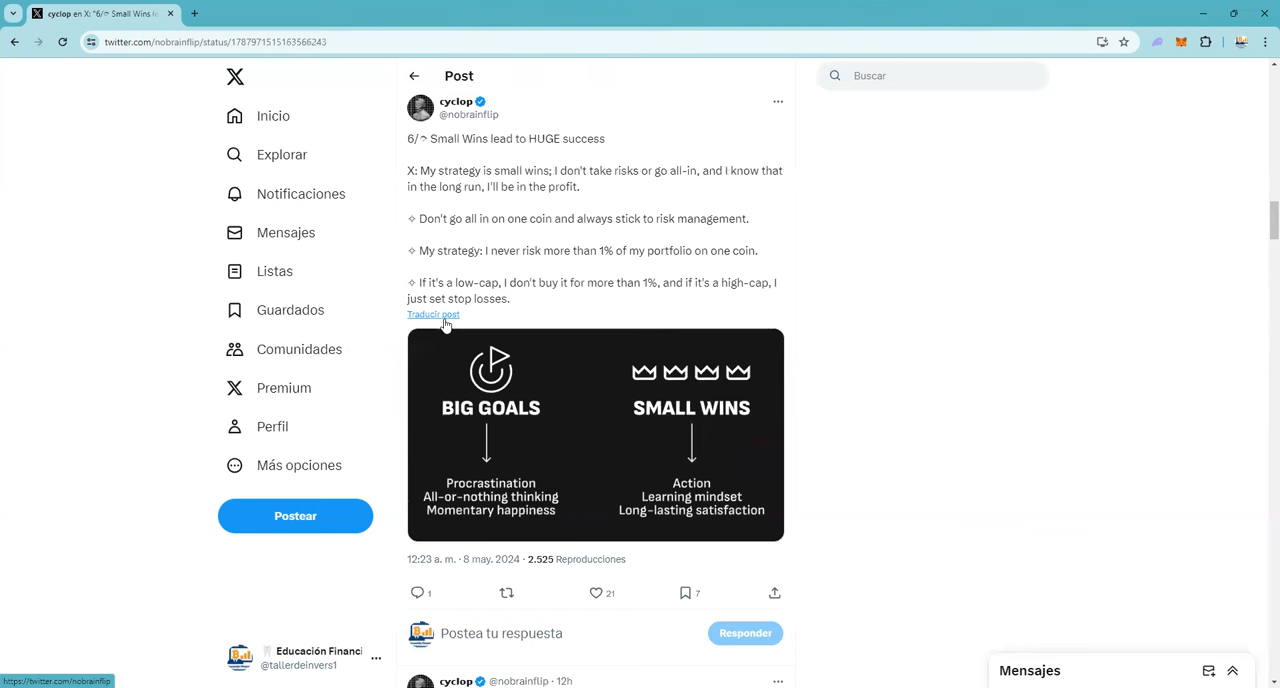 cyclop en X: "6/ Small Wins le
twitter.com/nobrainflip/status/1787971515163566243
Inicio
Explorar
Notificaciones
Mensajes
Listas
Guardados
Comunidades
Premium
Perfil
Más opciones
Postear
Educación Financi
@tallerdeinvers1
https://twitter.com/nobrainflip
Post
cyclop
@nobrainflip
6/ Small Wins lead to HUGE success
X: My strategy is small wins; I don't take risks or go all-in, and I know that
in the long run, I'll be in the profit.
✧ Don't go all in on one coin and always stick to risk management.
✧ My strategy: I never risk more than 1% of my portfolio on one coin.
✧ If it's a low-cap, I don't buy it for more than 1%, and if it's a high-cap, I
just set stop losses.
Traducir post
BIG GOALS
Procrastination
All-or-nothing thinking
Momentary happiness
SMALL WINS
Action
Learning mindset
Long-lasting satisfaction
12:23 a. m. · 8 may. 2024 · 2.525 Reproducciones
1
21
7
Postea tu respuesta
Responder
cyclop @nobrainflip · 12h
Buscar
Mensajes